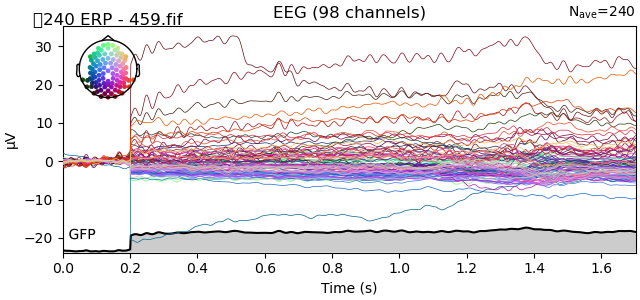 240 ERP - 459.fif
EEG (98 channels)
Nave=240
30
20
10
0
−10
−20
µV
GFP
0.0 0.2 0.4 0.6 0.8 1.0 1.2 1.4 1.6
Time (s)